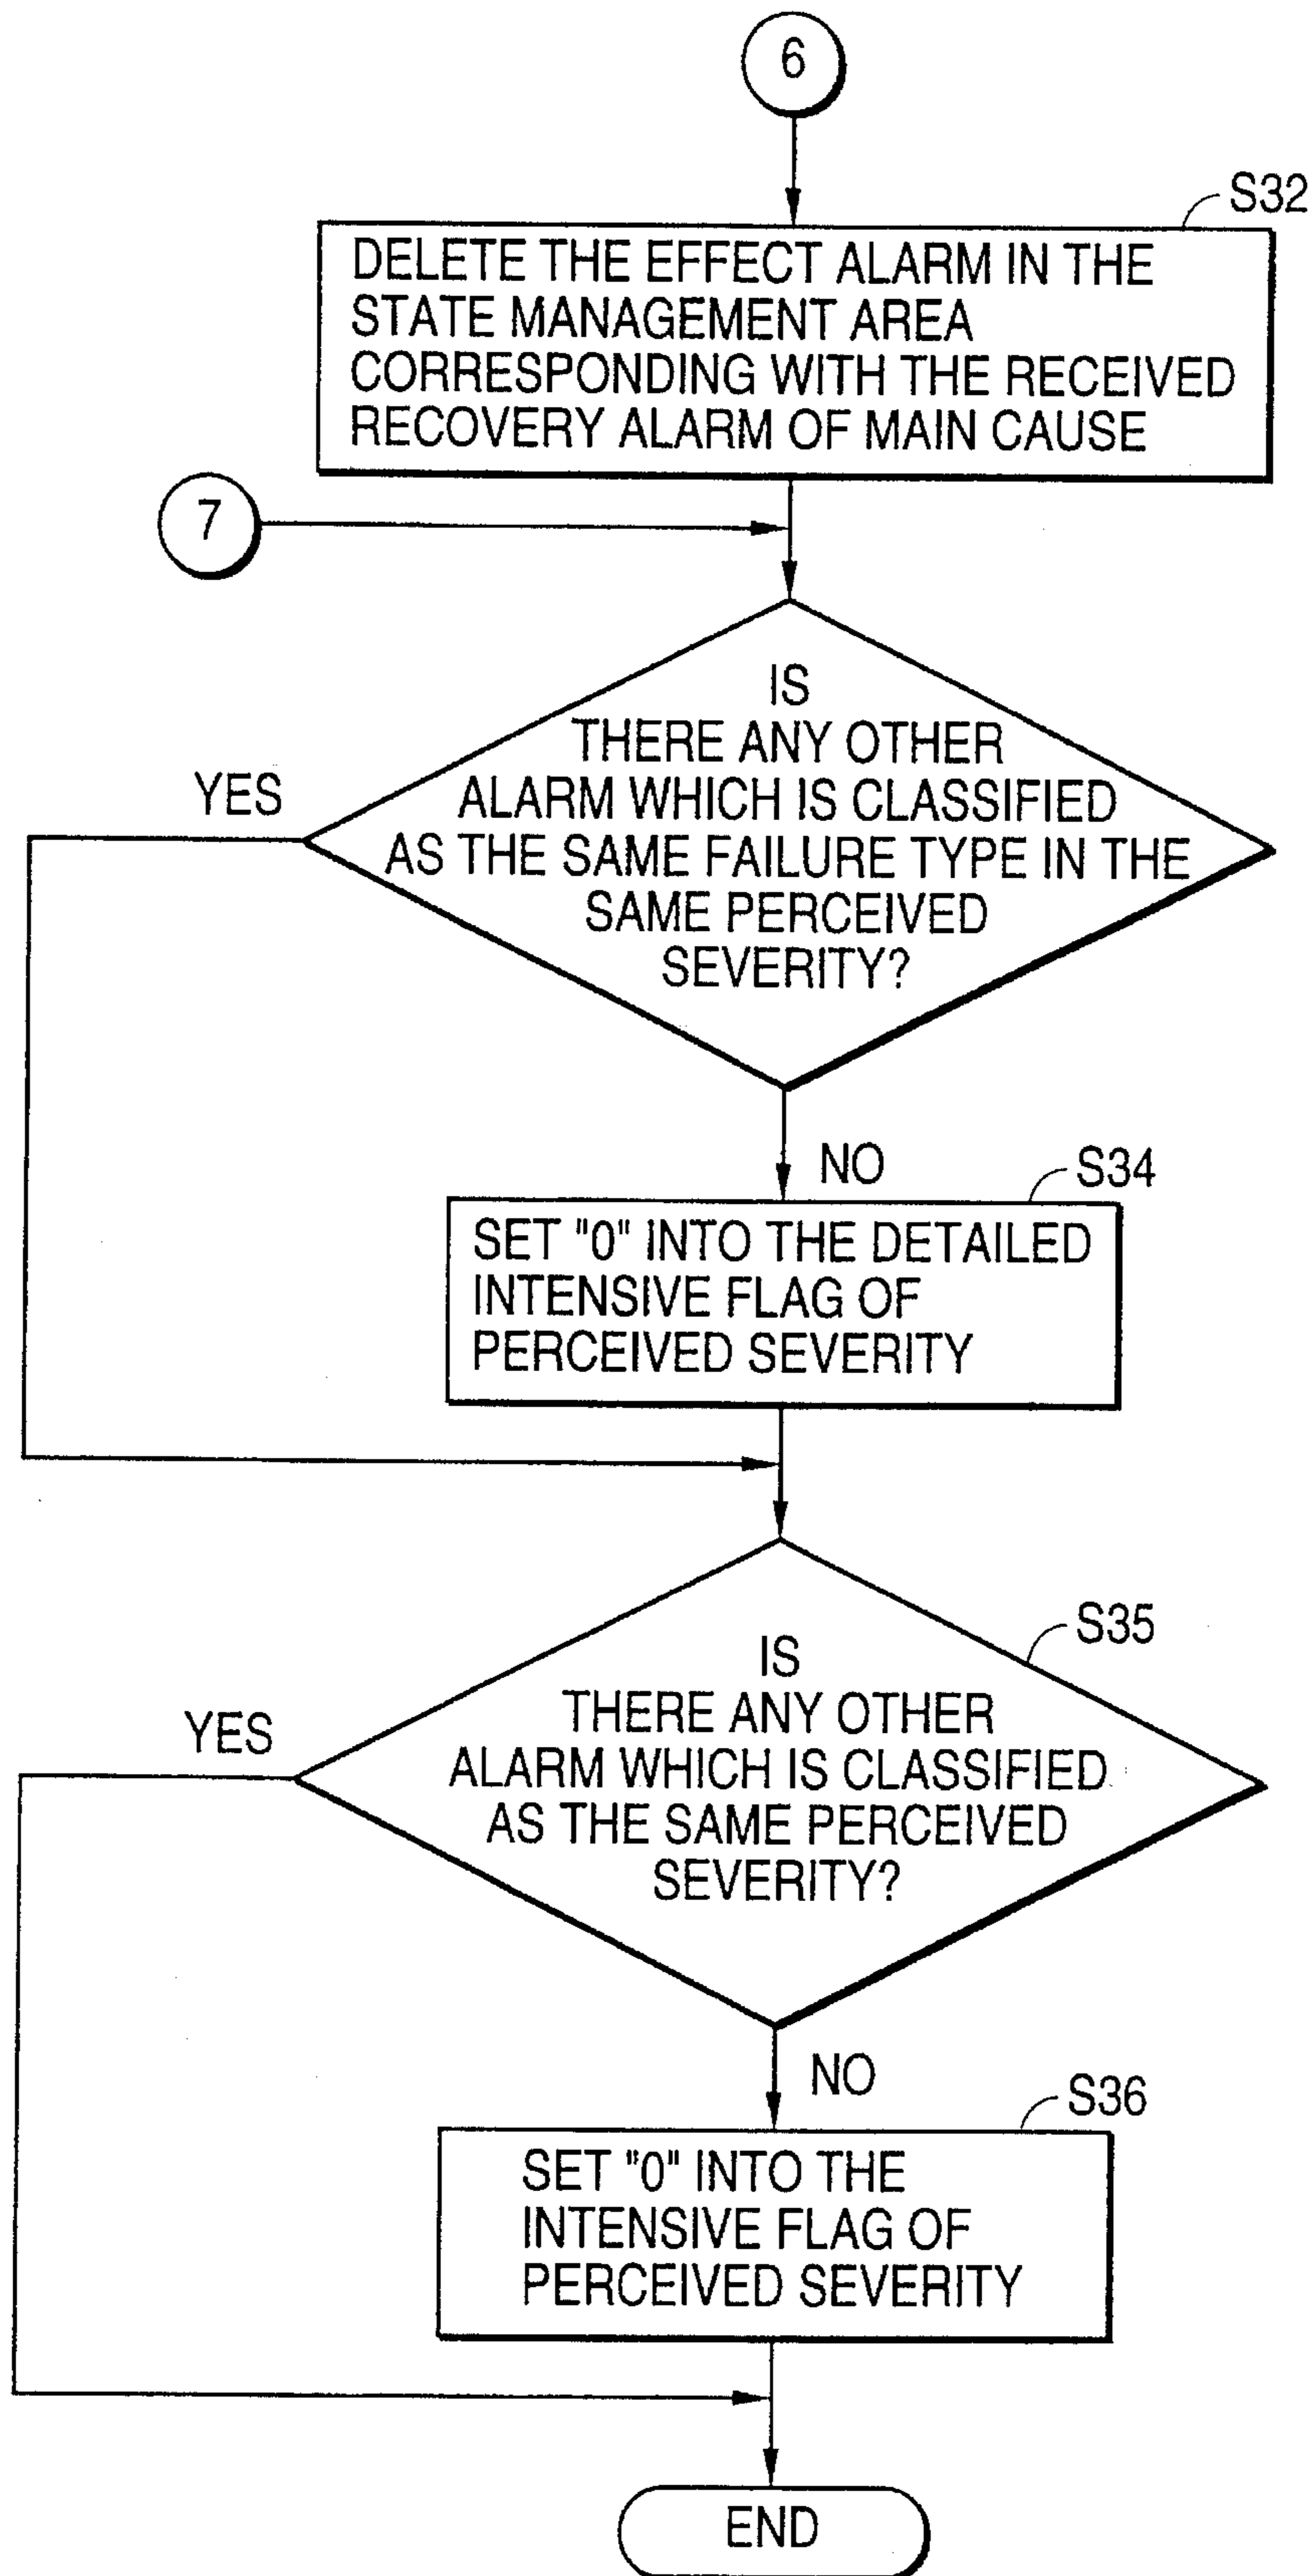 6
S32
DELETE THE EFFECT ALARM IN THE
STATE MANAGEMENT AREA
CORRESPONDING WITH THE RECEIVED
RECOVERY ALARM OF MAIN CAUSE
7
IS
THERE ANY OTHER
ALARM WHICH IS CLASSIFIED
AS THE SAME FAILURE TYPE IN THE
SAME PERCEIVED
SEVERITY?
YES
NO
S34
SET "0" INTO THE DETAILED
INTENSIVE FLAG OF
PERCEIVED SEVERITY
S35
IS
THERE ANY OTHER
ALARM WHICH IS CLASSIFIED
AS THE SAME PERCEIVED
SEVERITY?
YES
NO
S36
SET "0" INTO THE
INTENSIVE FLAG OF
PERCEIVED SEVERITY
END